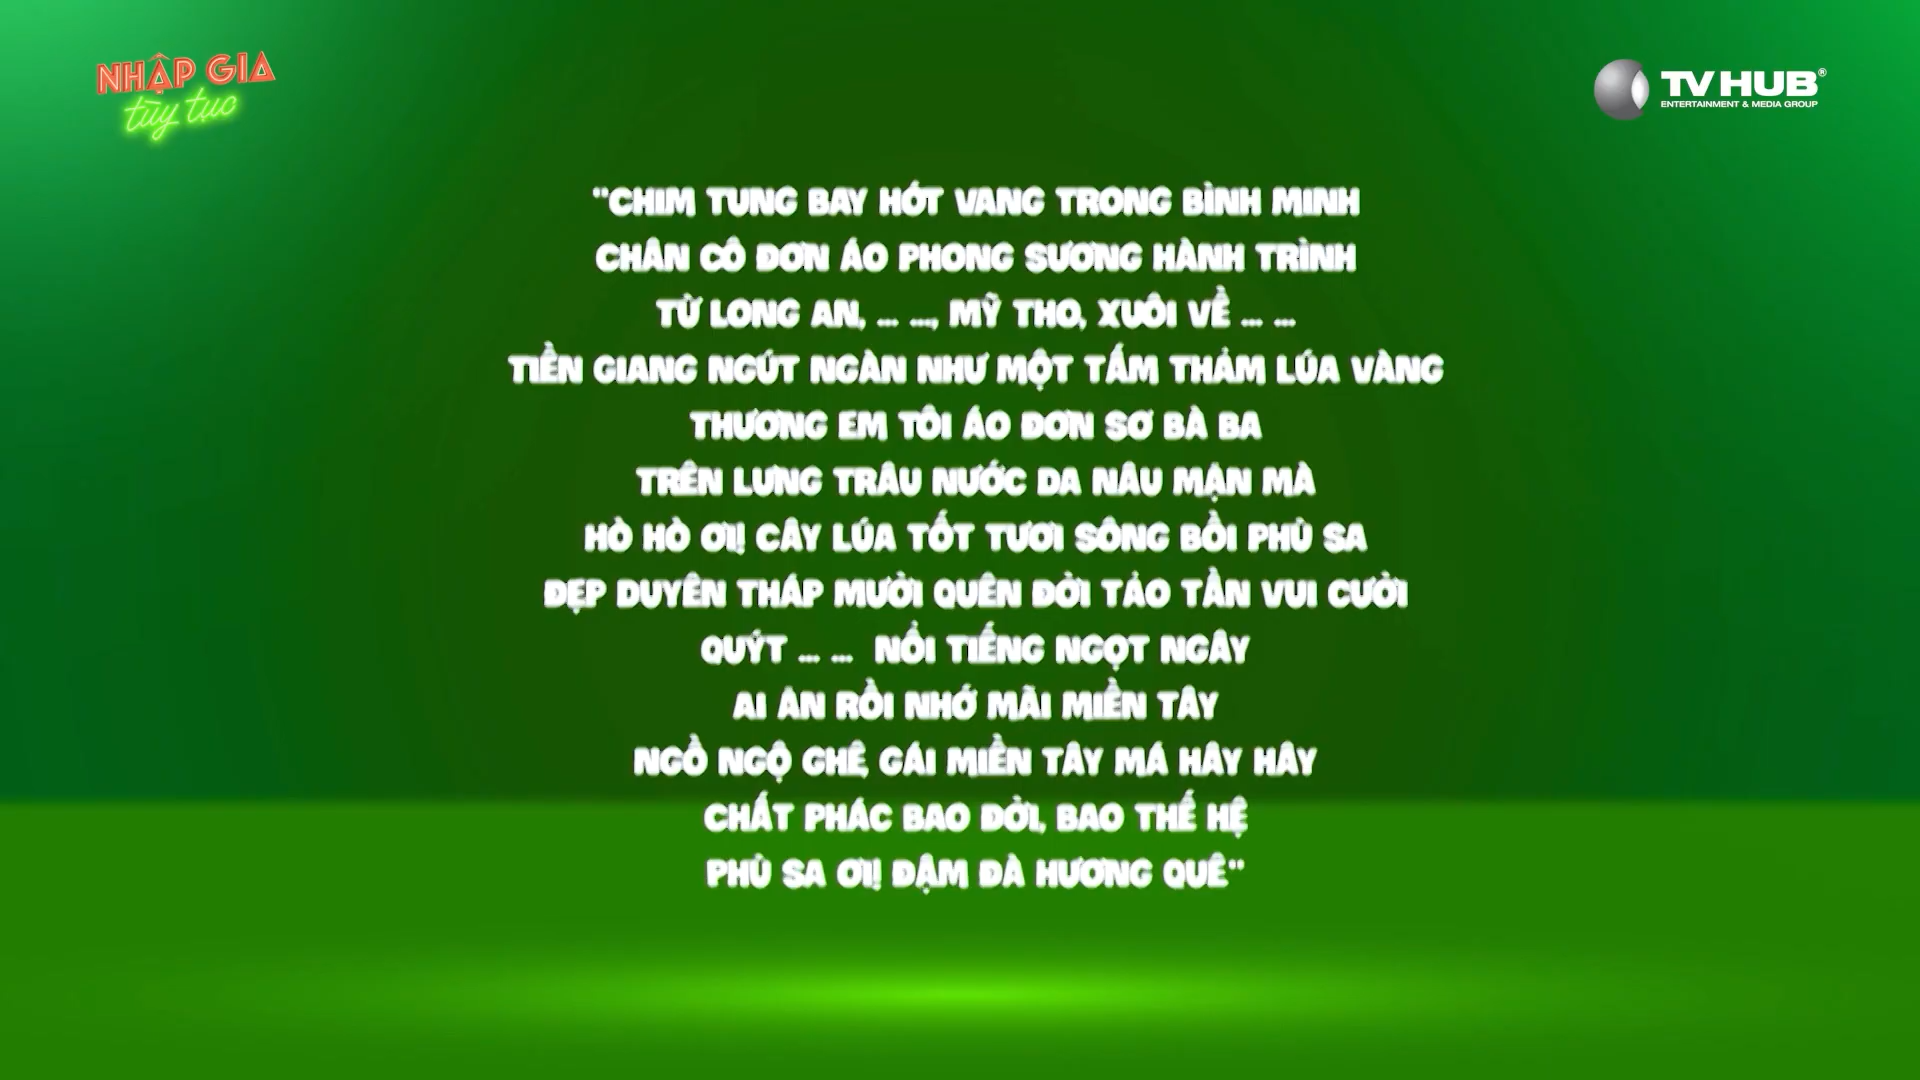 NHẬP GIA
tùy tục
TV HUB®
ENTERTAINMENT & MEDIA GROUP
"CHIM TUNG BAY HÓT VANG TRONG BÌNH MINH
CHÂN CÔ ĐƠN ÁO PHONG SƯƠNG HÀNH TRÌNH
TỪ LONG AN, ... ..., MỸ THO, XUÔI VỀ ... ...
TIỀN GIANG NGÚT NGÀN NHƯ MỘT TẤM THẢM LÚA VÀNG
THƯƠNG EM TÔI ÁO ĐƠN SƠ BÀ BA
TRÊN LƯNG TRÂU NƯỚC DA NÂU MẶN MÀ
HÒ HÒ ƠI! CÂY LÚA TỐT TƯƠI SÔNG BỒI PHÙ SA
ĐẸP DUYÊN THÁP MƯỜI QUÊN ĐỜI TẢO TẦN VUI CƯỜI
QUÝT ... ... NỔI TIẾNG NGỌT NGÂY
AI ĂN RỒI NHỚ MÃI MIỀN TÂY
NGỒ NGỘ GHÊ, GÁI MIỀN TÂY MÁ HÂY HÂY
CHẤT PHÁC BAO ĐỜI, BAO THẾ HỆ
PHÙ SA ƠI! ĐẬM ĐÀ HƯƠNG QUÊ"